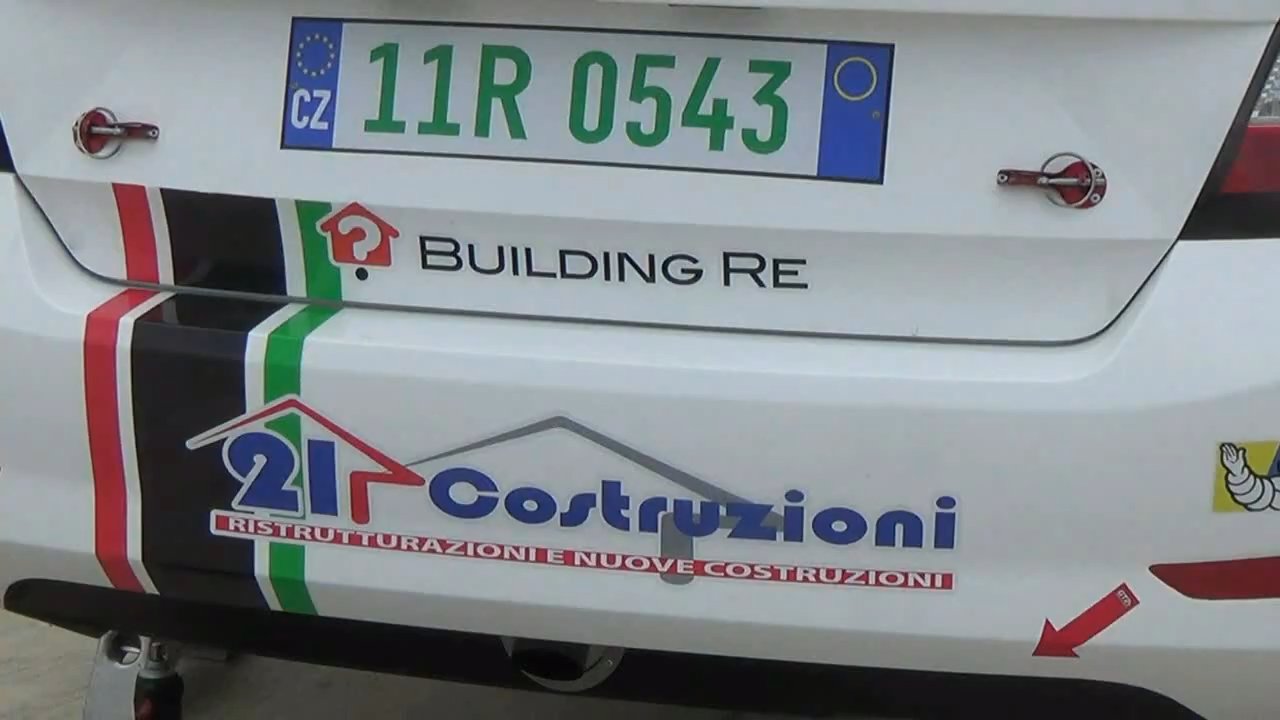 CZ 11R 0543
? BUILDING RE
21 Costruzioni
RISTRUTTURAZIONI E NUOVE COSTRUZIONI